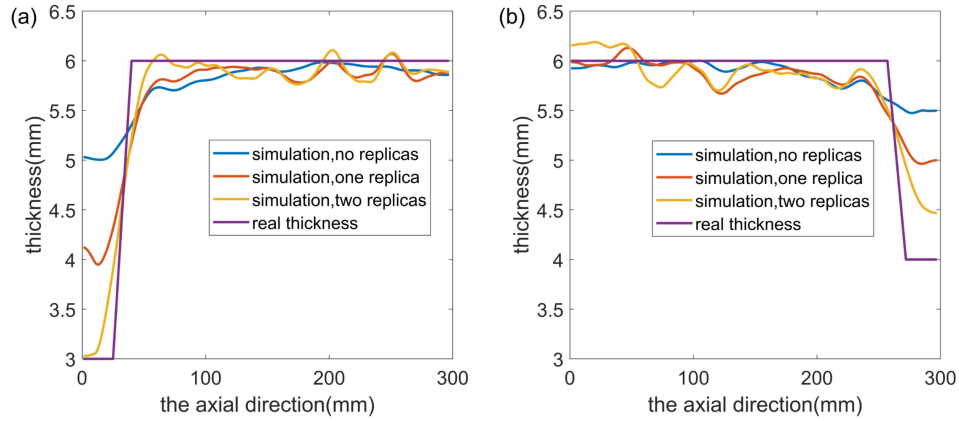 (a)
6.5
6
5.5
5
4.5
4
3.5
3
thickness(mm)
simulation,no replicas
simulation,one replica
simulation,two replicas
real thickness
0
100
200
300
the axial direction(mm)
(b)
6.5
6
5.5
5
4.5
4
3.5
3
thickness(mm)
simulation,no replicas
simulation,one replica
simulation,two replicas
real thickness
0
100
200
300
the axial direction(mm)